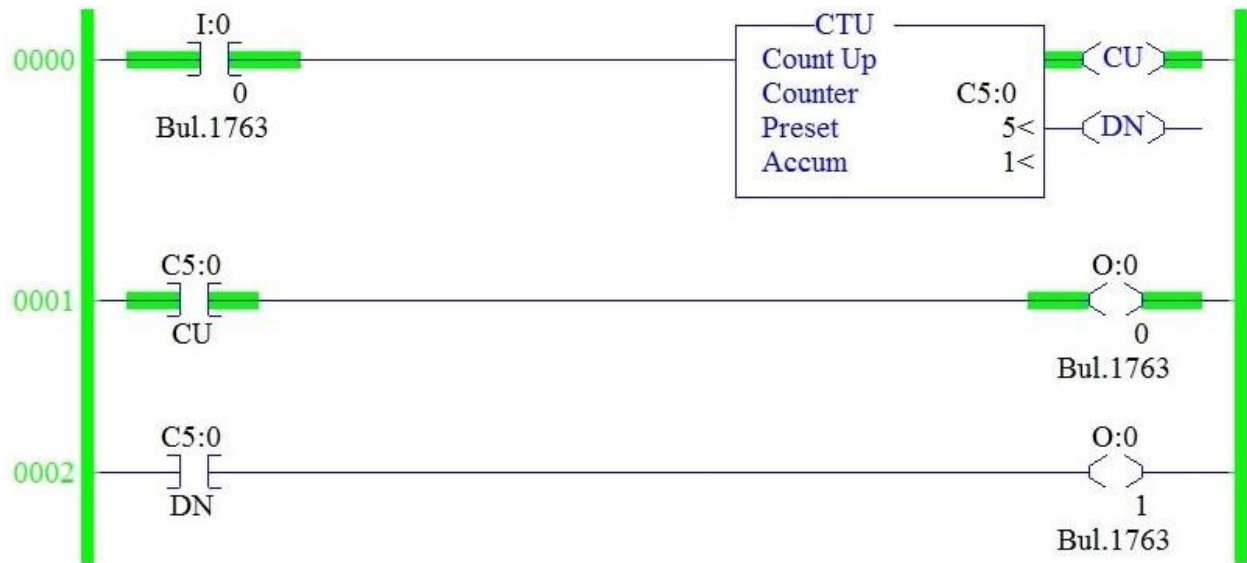 I:0
CTU
0000
Count Up
CU
0
Counter C5:0
Bul.1763
Preset 5<
DN
Accum 1<
C5:0
O:0
0001
CU
0
Bul.1763
C5:0
O:0
0002
DN
1
Bul.1763